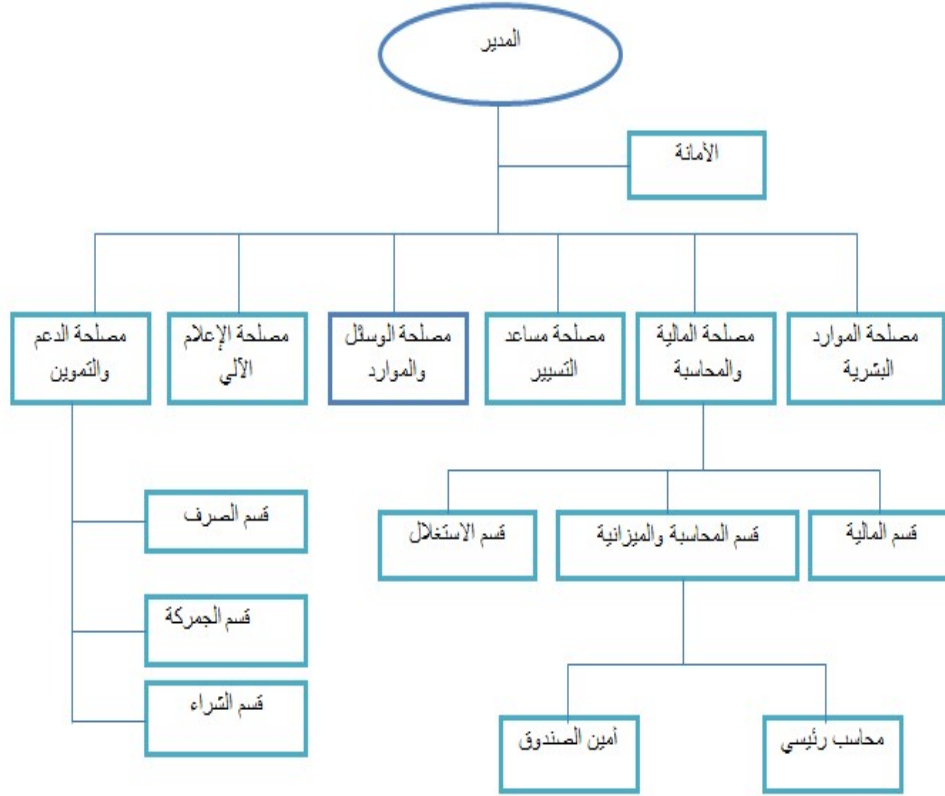 المدير
الأمانة
مصلحة الموارد
البشرية
مصلحة المالية
والمحاسبة
مصلحة مساعد
التسيير
مصلحة الوسائل
والموارد
مصلحة الإعلام
الآلي
مصلحة الدعم
والتموين
قسم المالية
قسم المحاسبة والميزانية
قسم الاستغلال
قسم الصرف
قسم الجمركة
قسم الشراء
محاسب رئيسي
أمين الصندوق